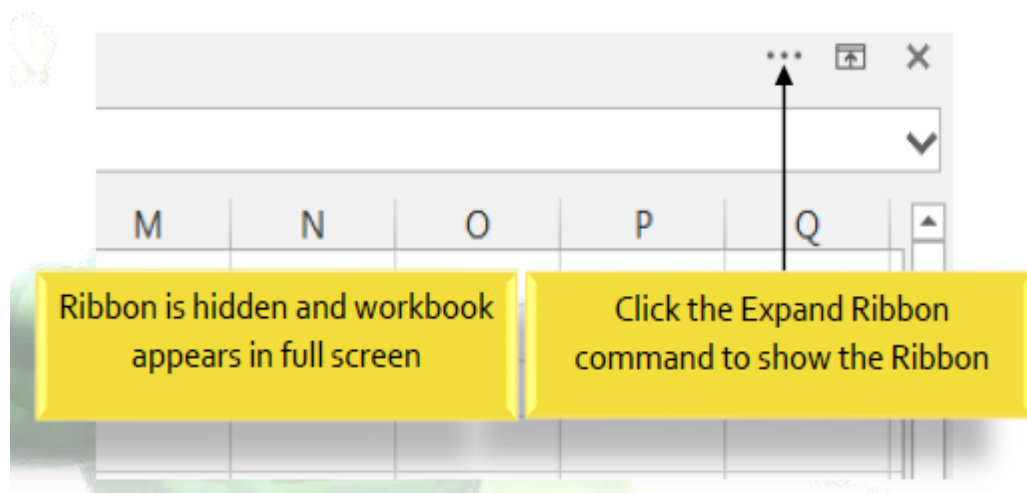 M N O P Q
Ribbon is hidden and workbook
appears in full screen
Click the Expand Ribbon
command to show the Ribbon